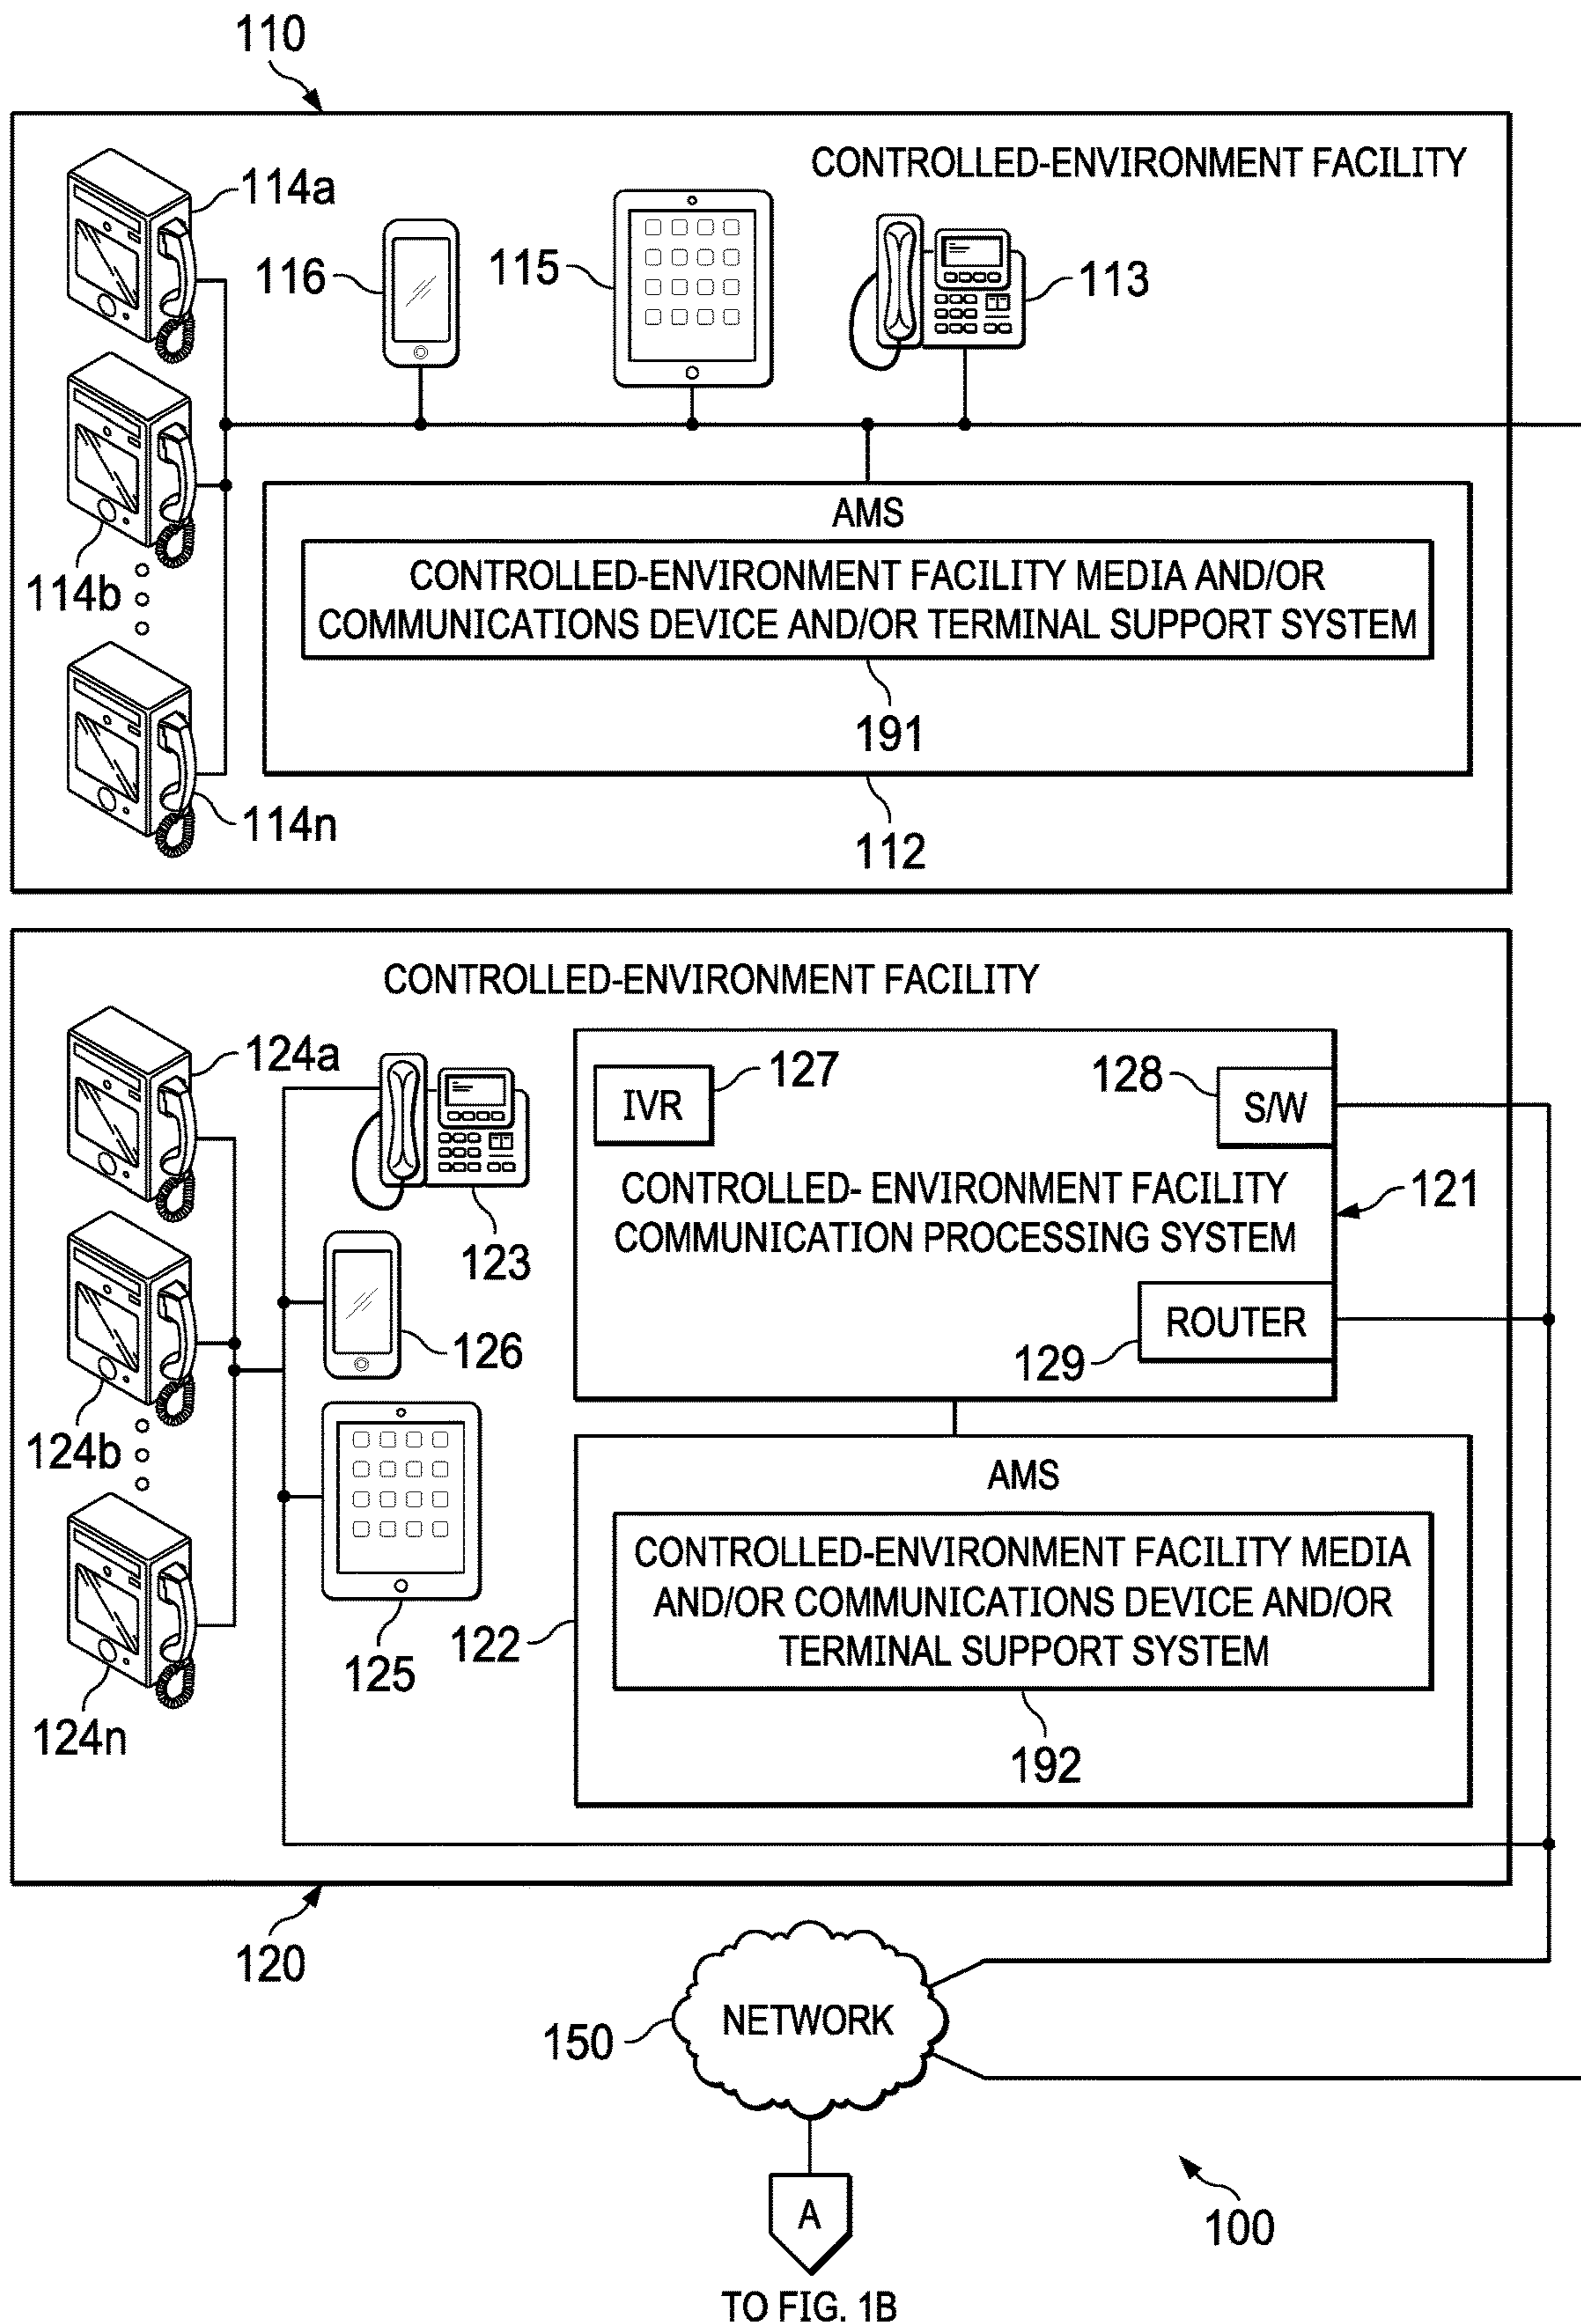 110
CONTROLLED-ENVIRONMENT FACILITY
114a
116
115
113
114b
AMS
CONTROLLED-ENVIRONMENT FACILITY MEDIA AND/OR
COMMUNICATIONS DEVICE AND/OR TERMINAL SUPPORT SYSTEM
191
114n
112
CONTROLLED-ENVIRONMENT FACILITY
124a
127
128
IVR
S/W
CONTROLLED- ENVIRONMENT FACILITY
COMMUNICATION PROCESSING SYSTEM
121
123
126
ROUTER
129
124b
AMS
CONTROLLED-ENVIRONMENT FACILITY MEDIA
AND/OR COMMUNICATIONS DEVICE AND/OR
TERMINAL SUPPORT SYSTEM
122
125
124n
192
120
NETWORK
150
A
100
TO FIG. 1B